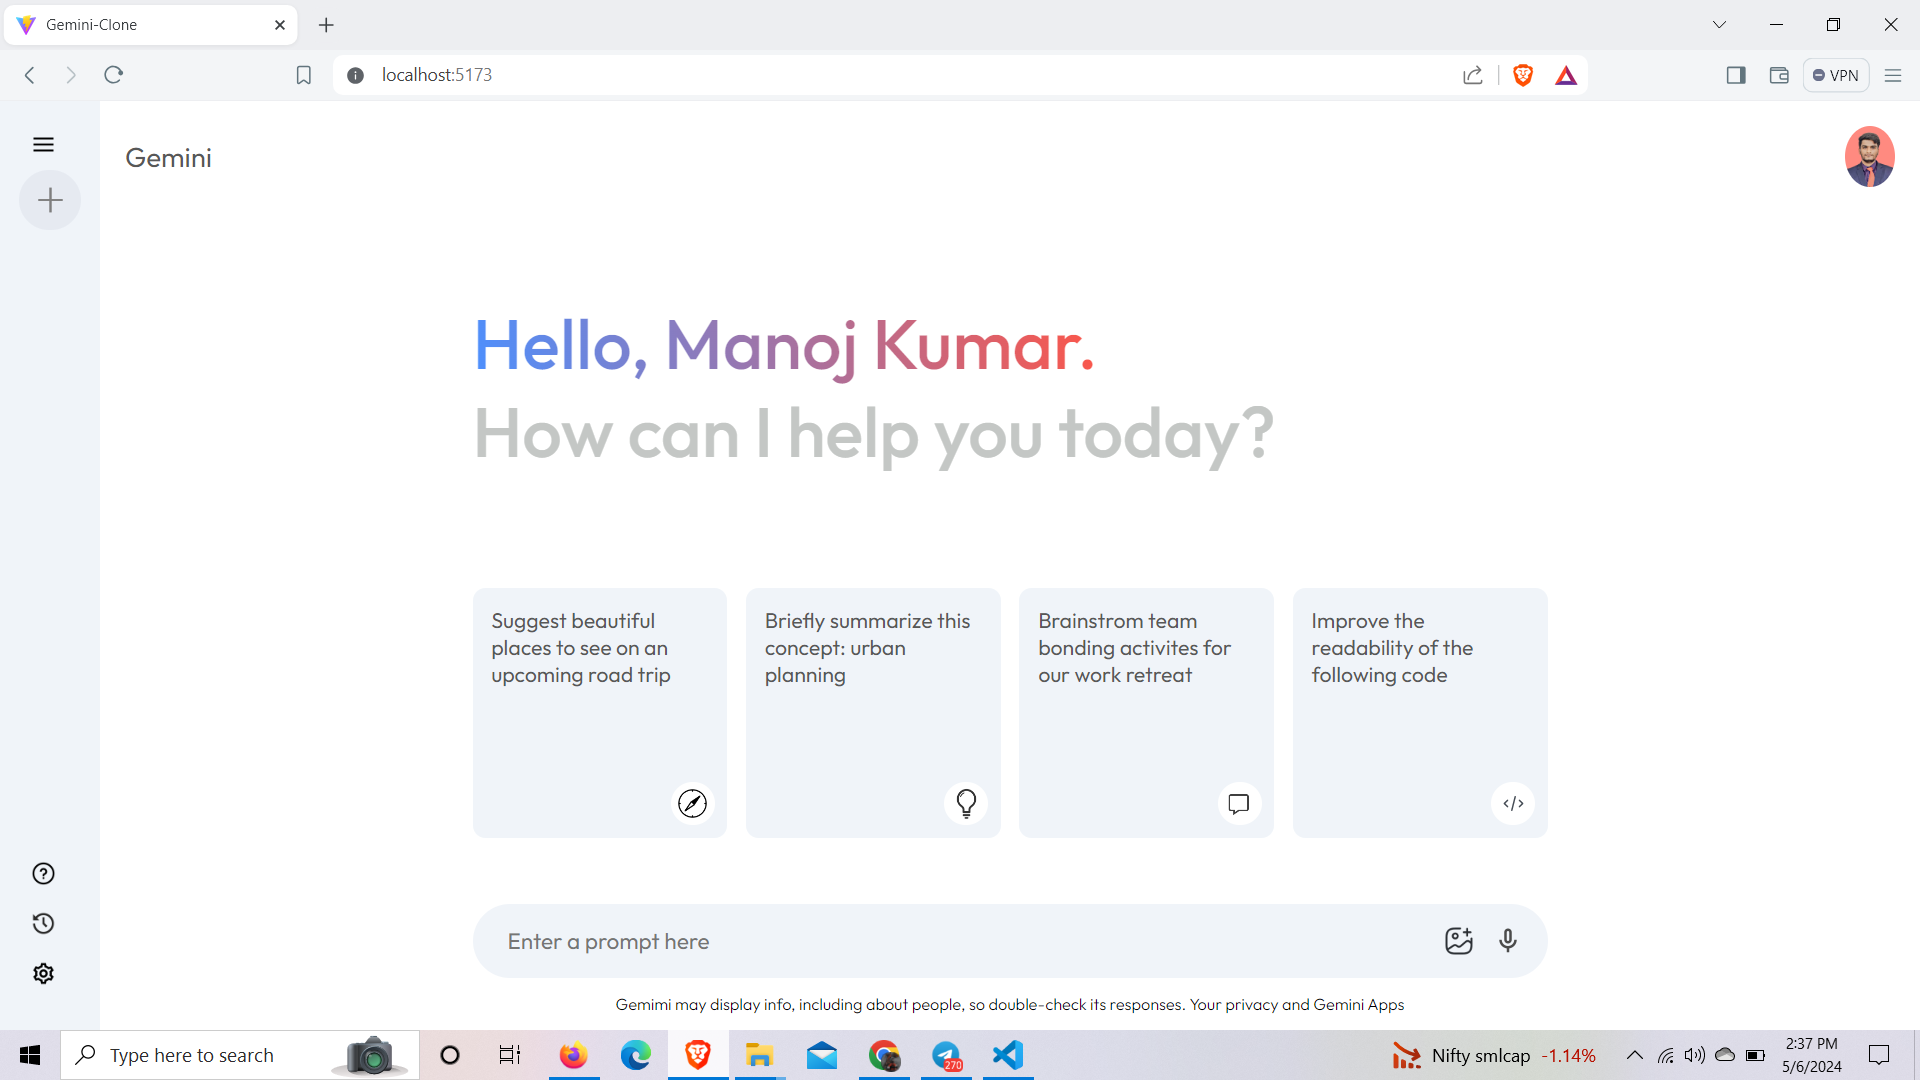 Gemini-Clone
localhost:5173
VPN
Gemini
Hello, Manoj Kumar.
How can I help you today?
Suggest beautiful
places to see on an
upcoming road trip
Briefly summarize this
concept: urban
planning
Brainstrom team
bonding activites for
our work retreat
Improve the
readability of the
following code
</>
Enter a prompt here
Gemimi may display info, including about people, so double-check its responses. Your privacy and Gemini Apps
Type here to search
270
Nifty smlcap -1.14%
2:37 PM
5/6/2024